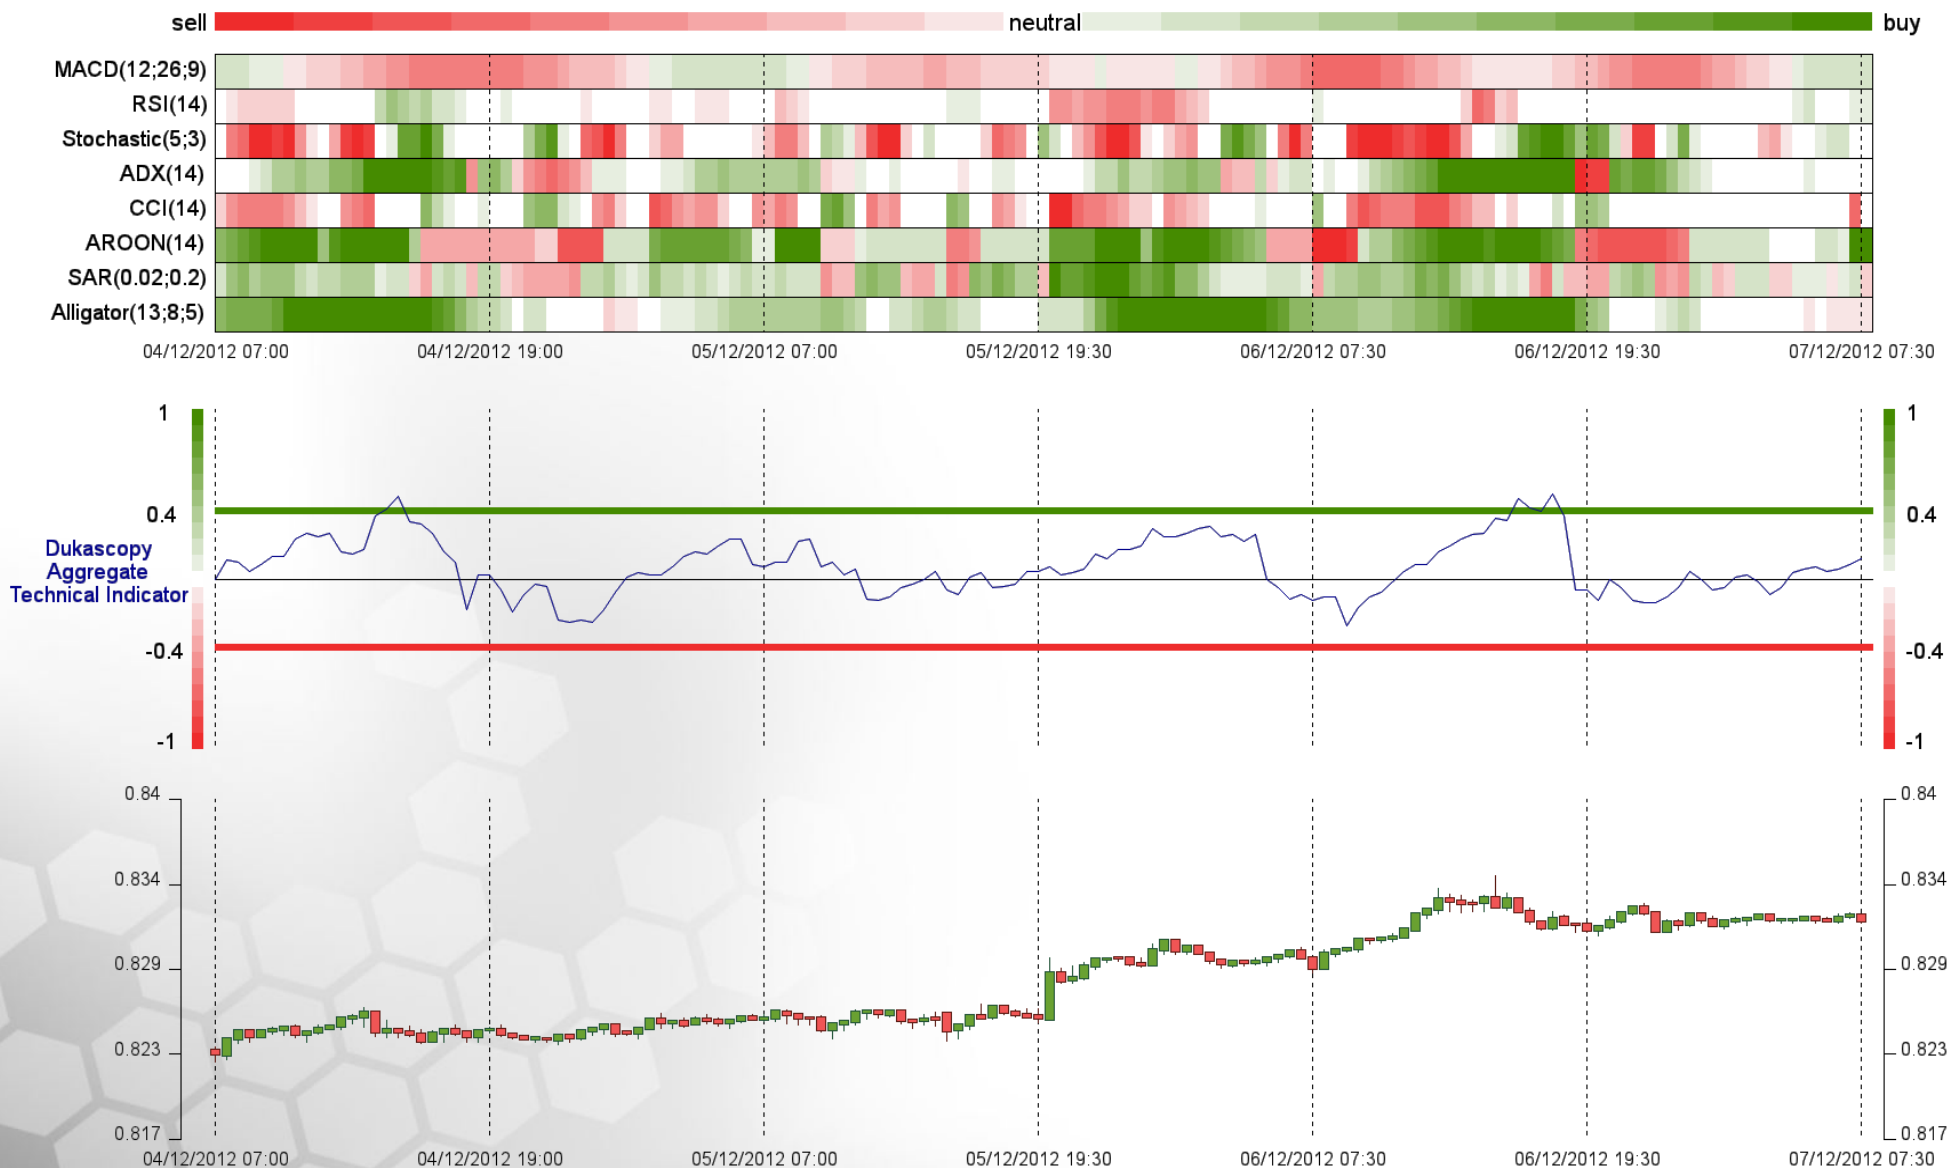 sell neutral buy
MACD(12;26;9)
RSI(14)
Stochastic(5;3)
ADX(14)
CCI(14)
AROON(14)
SAR(0.02;0.2)
Alligator(13;8;5)
04/12/2012 07:00 04/12/2012 19:00 05/12/2012 07:00 05/12/2012 19:30 06/12/2012 07:30 06/12/2012 19:30 07/12/2012 07:30
1 1
0.4 0.4
Dukascopy
Aggregate
Technical Indicator
-0.4 -0.4
-1 -1
0.84 0.84
0.834 0.834
0.829 0.829
0.823 0.823
0.817 0.817
04/12/2012 07:00 04/12/2012 19:00 05/12/2012 07:00 05/12/2012 19:30 06/12/2012 07:30 06/12/2012 19:30 07/12/2012 07:30